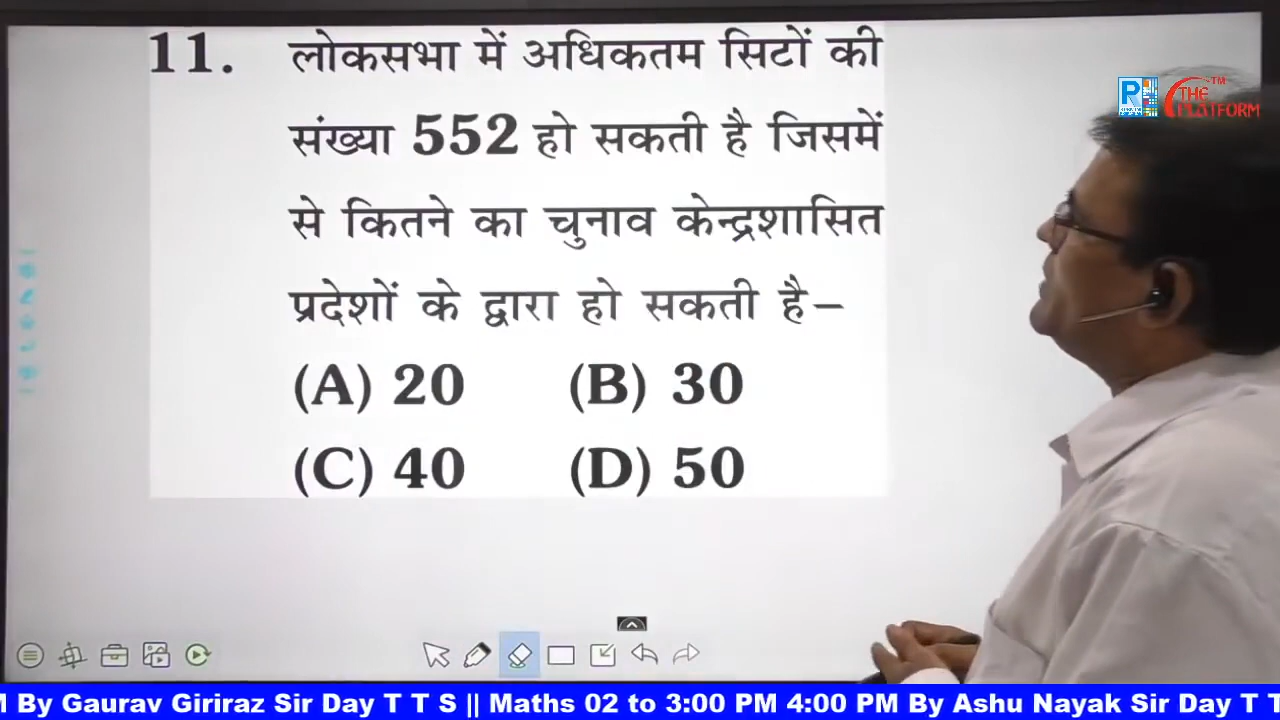 11. लोकसभा में अधिकतम सिटों की
संख्या 552 हो सकती है जिसमें
से कितने का चुनाव केन्द्रशासित
प्रदेशों के द्वारा हो सकती है–
(A) 20 (B) 30
(C) 40 (D) 50
THE PLATFORM TM
M By Gaurav Giriraz Sir Day T T S || Maths 02 to 3:00 PM 4:00 PM By Ashu Nayak Sir Day T T